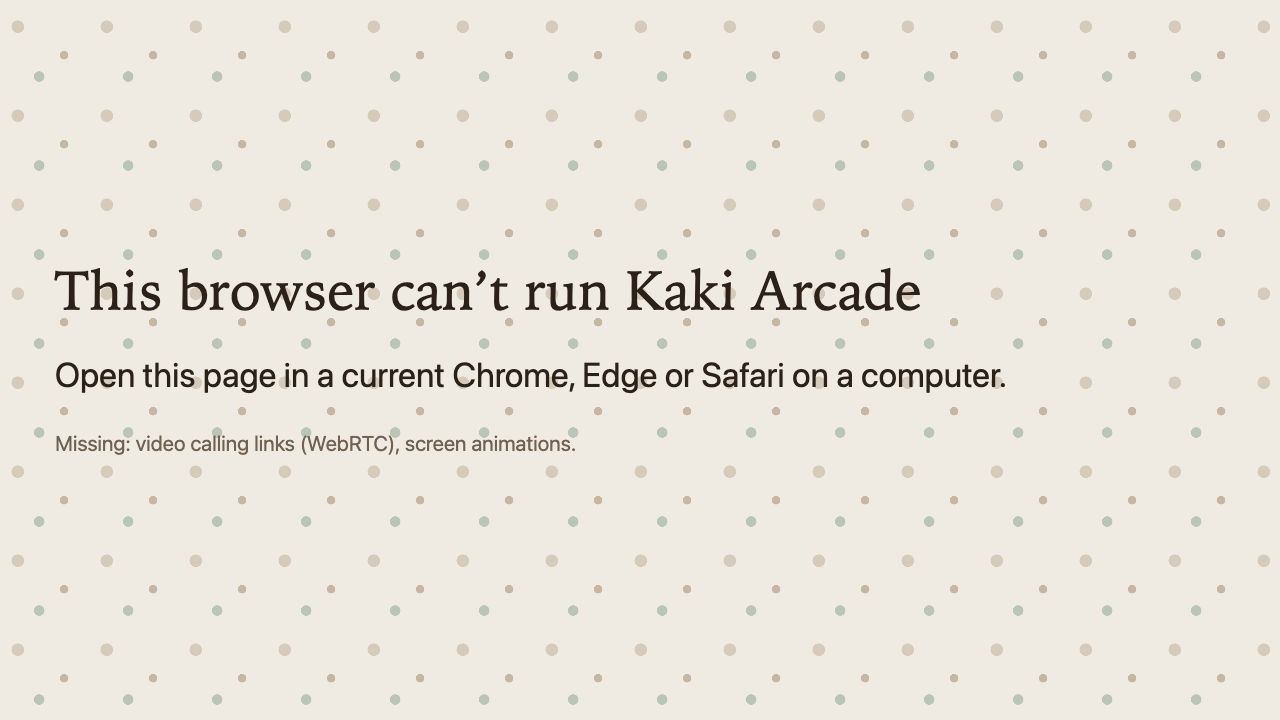 This browser can’t run Kaki Arcade
Open this page in a current Chrome, Edge or Safari on a computer.
Missing: video calling links (WebRTC), screen animations.